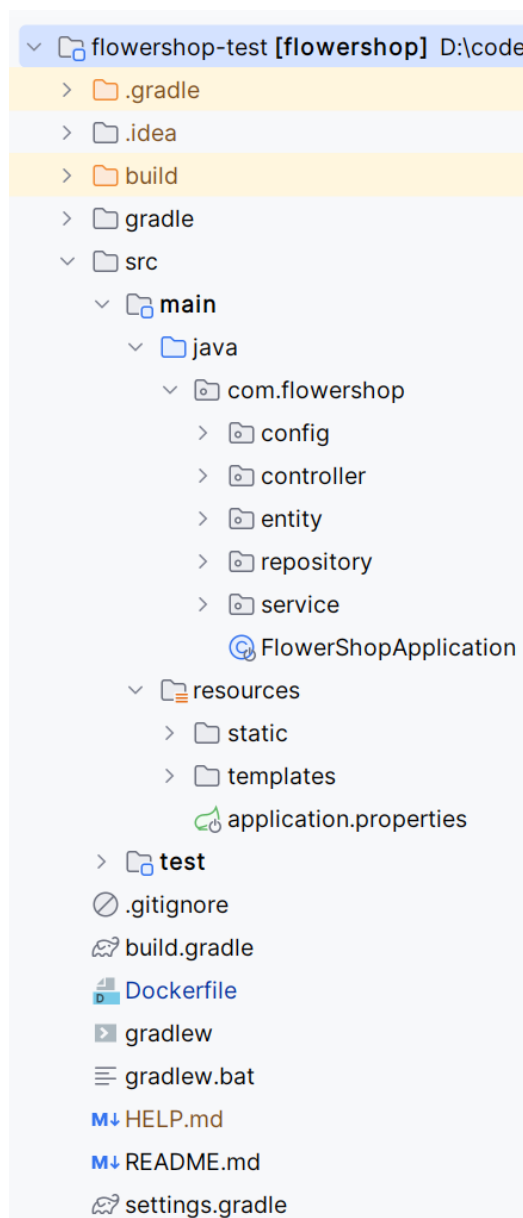 flowershop-test [flowershop] D:\code
.gradle
.idea
build
gradle
src
main
java
com.flowershop
config
controller
entity
repository
service
FlowerShopApplication
resources
static
templates
application.properties
test
.gitignore
build.gradle
Dockerfile
gradlew
gradlew.bat
M↓ HELP.md
M↓ README.md
settings.gradle